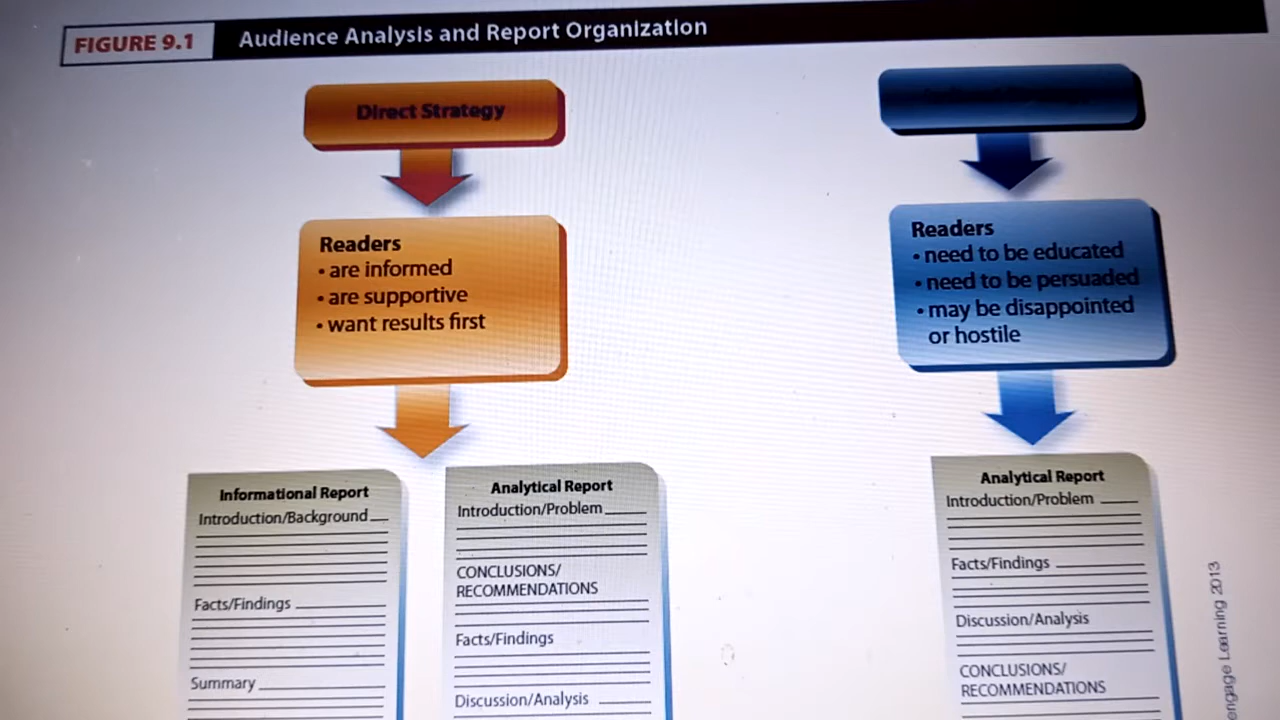 FIGURE 9.1
Audience Analysis and Report Organization
Direct Strategy
Readers
• are informed
• are supportive
• want results first
Informational Report
Introduction/Background
Facts/Findings
Summary
Analytical Report
Introduction/Problem
CONCLUSIONS/
RECOMMENDATIONS
Facts/Findings
Discussion/Analysis
Readers
• need to be educated
• need to be persuaded
• may be disappointed
or hostile
Analytical Report
Introduction/Problem
Facts/Findings
Discussion/Analysis
CONCLUSIONS/
RECOMMENDATIONS
Learning 2013